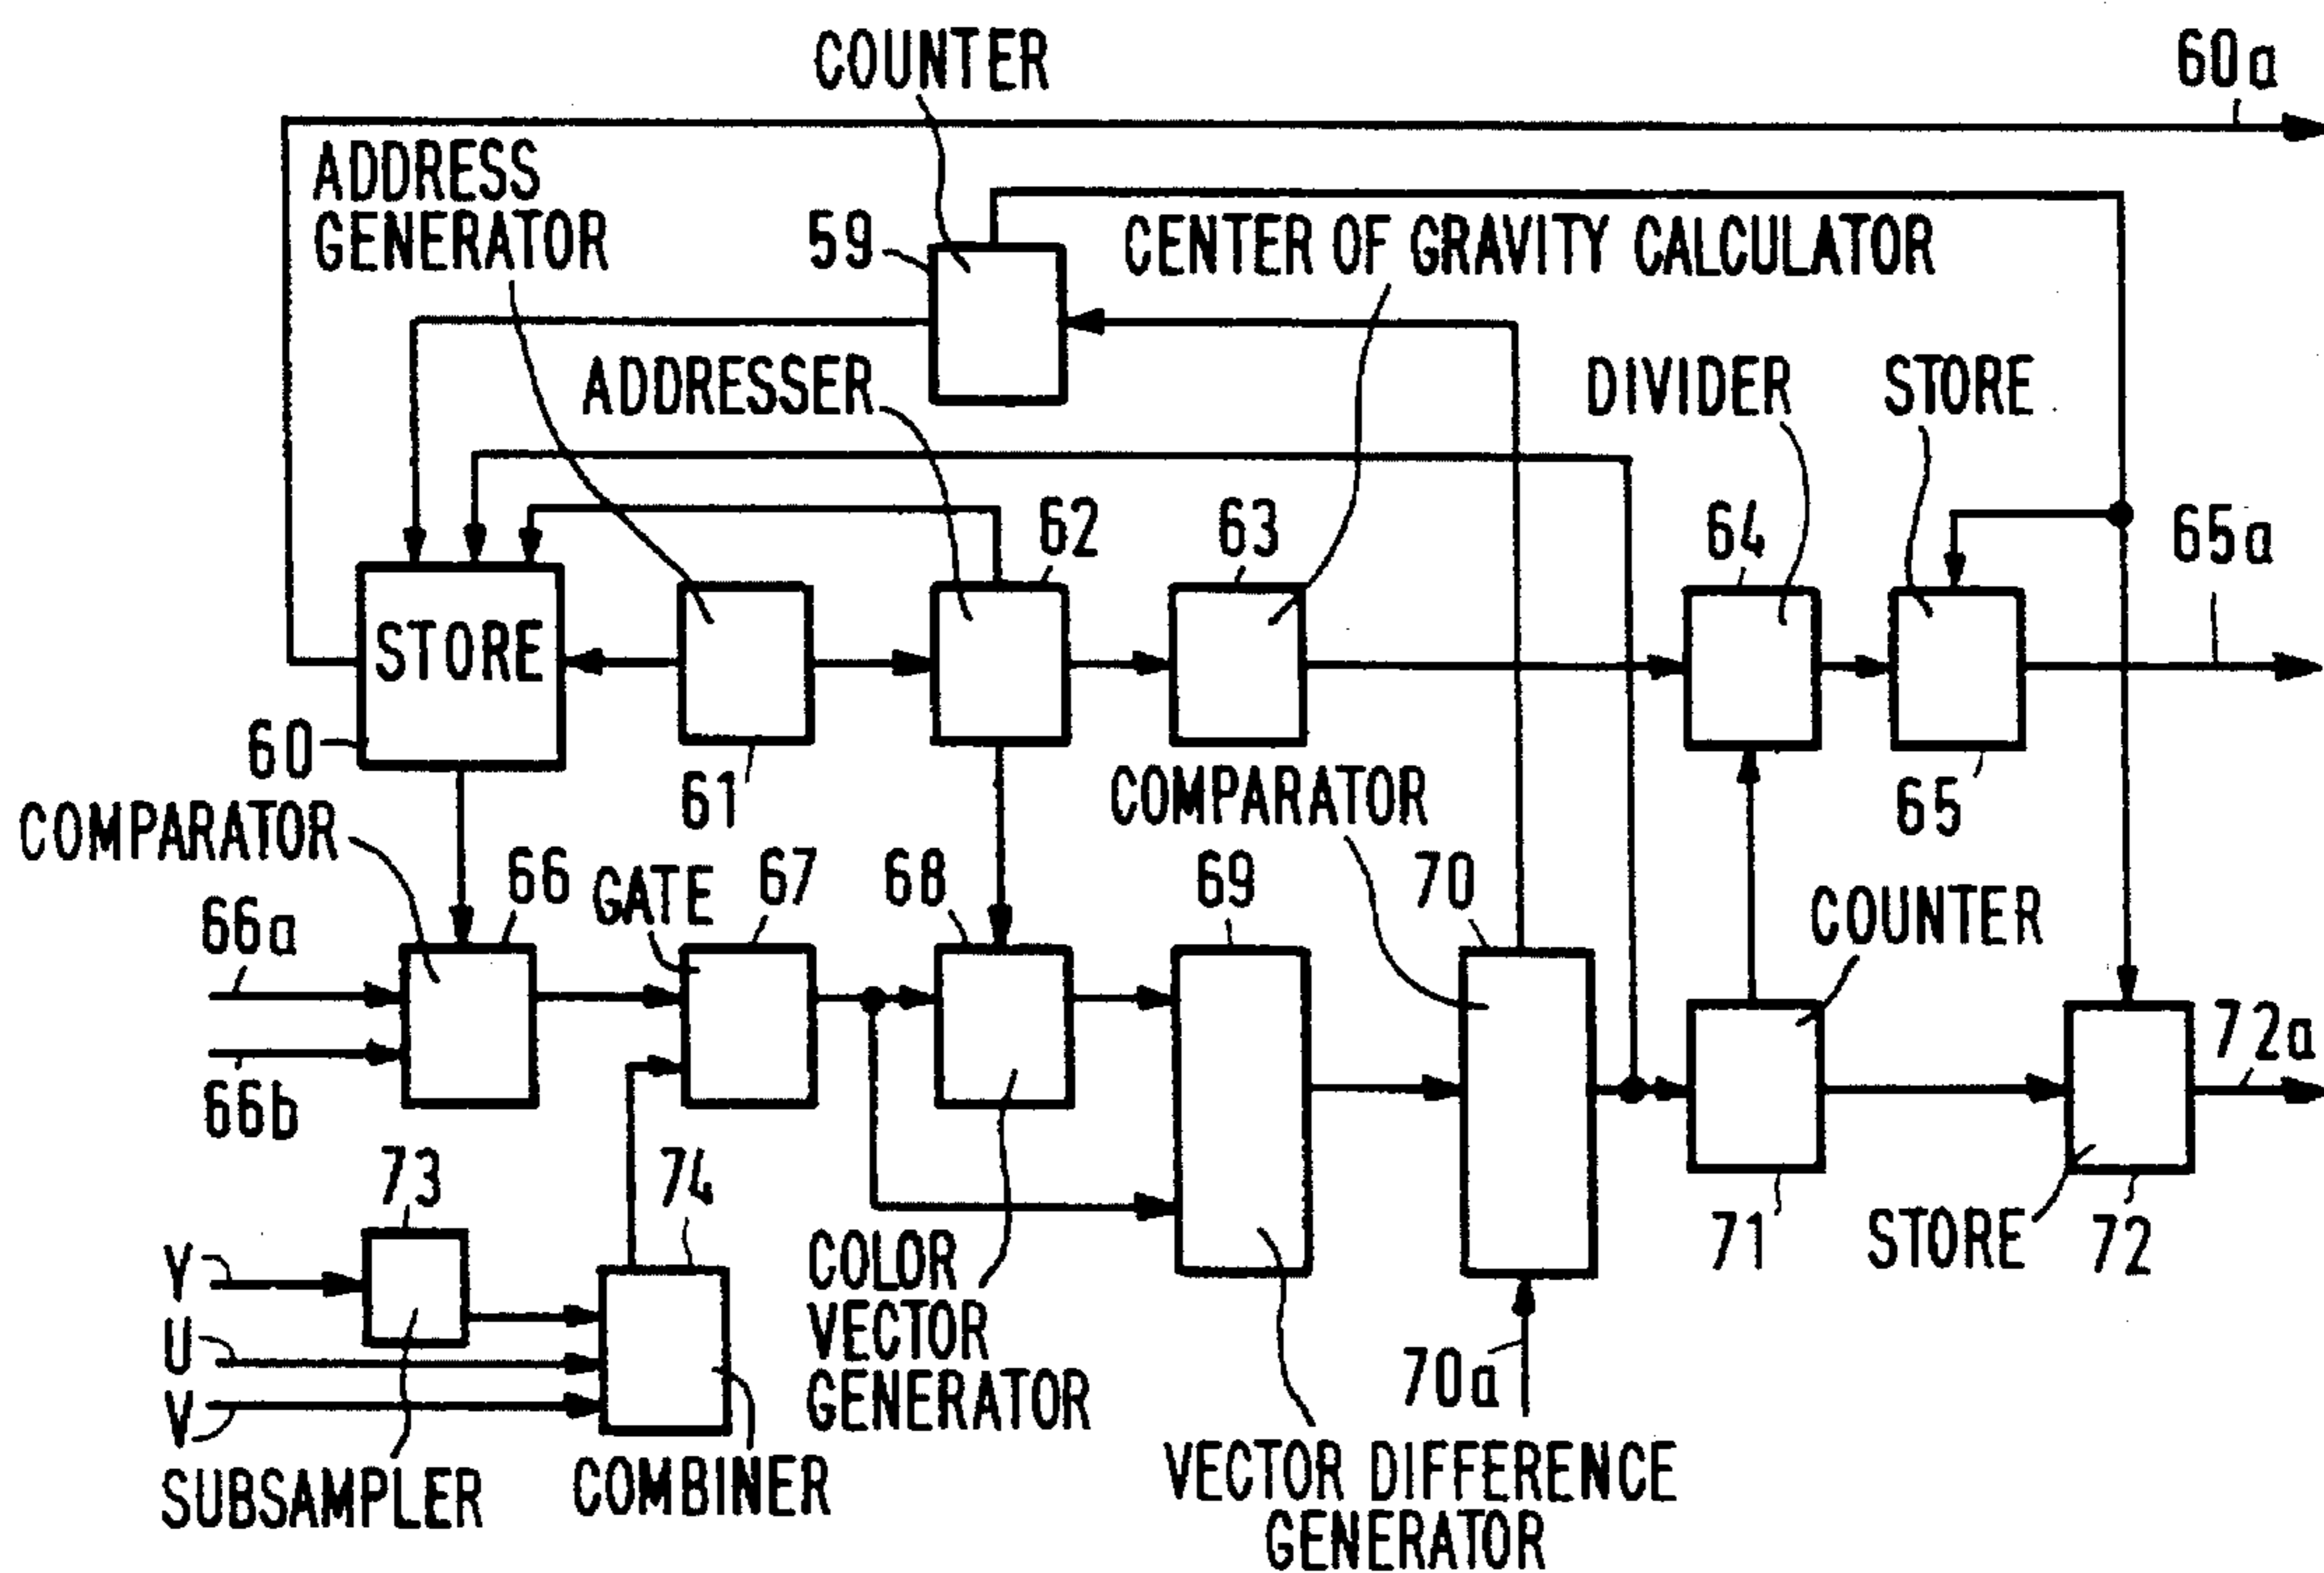 COUNTER
60a
ADDRESS
GENERATOR
59
CENTER OF GRAVITY CALCULATOR
ADDRESSER
DIVIDER
STORE
62
63
64
65a
STORE
60
61
65
COMPARATOR
COMPARATOR
66a
66
GATE
67
68
69
70
COUNTER
66b
72a
73
74
71
STORE
72
Y
U
V
COLOR
VECTOR
GENERATOR
70a
SUBSAMPLER
COMBINER
VECTOR DIFFERENCE
GENERATOR